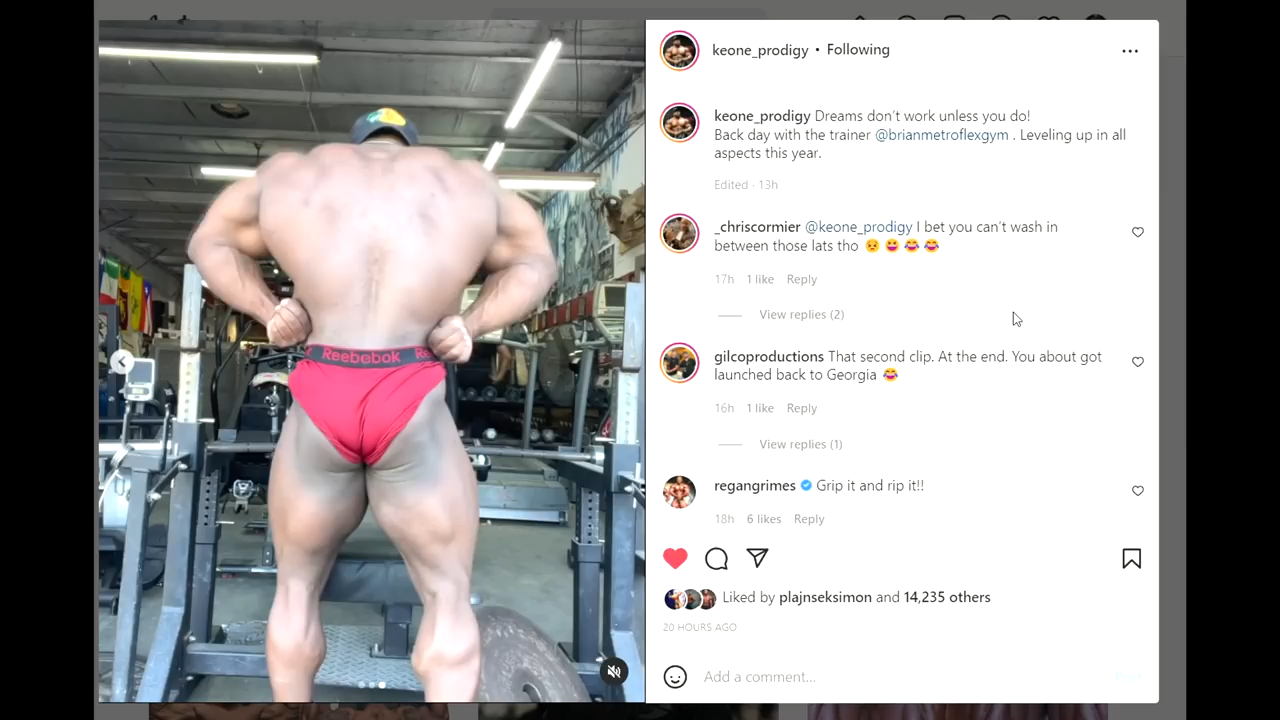 keone_prodigy • Following
keone_prodigy Dreams don't work unless you do!
Back day with the trainer @brianmetroflexgym . Leveling up in all
aspects this year.
Edited · 13h
_chriscormier @keone_prodigy I bet you can't wash in
between those lats tho 😣 😆 😂 😂
17h 1 like Reply
View replies (2)
gilcoproductions That second clip. At the end. You about got
launched back to Georgia 😂
16h 1 like Reply
View replies (1)
regangrimes Grip it and rip it!!
18h 6 likes Reply
Liked by plajnseksimon and 14,235 others
20 HOURS AGO
Add a comment...
Post
Reebebok Re